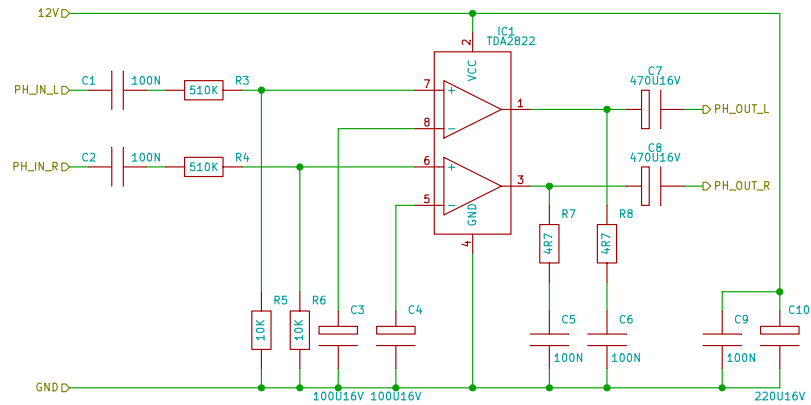 12V
IC1
TDA2822
2
VCC
C7
470U16V
C1
100N
R3
PH_IN_L
510K
7
+
1
PH_OUT_L
8
−
C8
470U16V
C2
100N
R4
PH_IN_R
510K
6
+
3
PH_OUT_R
5
−
GND
4
R7
4R7
R8
4R7
R5
10K
R6
10K
C3
C4
C5
100N
C6
100N
C9
100N
C10
GND
100U16V
100U16V
220U16V